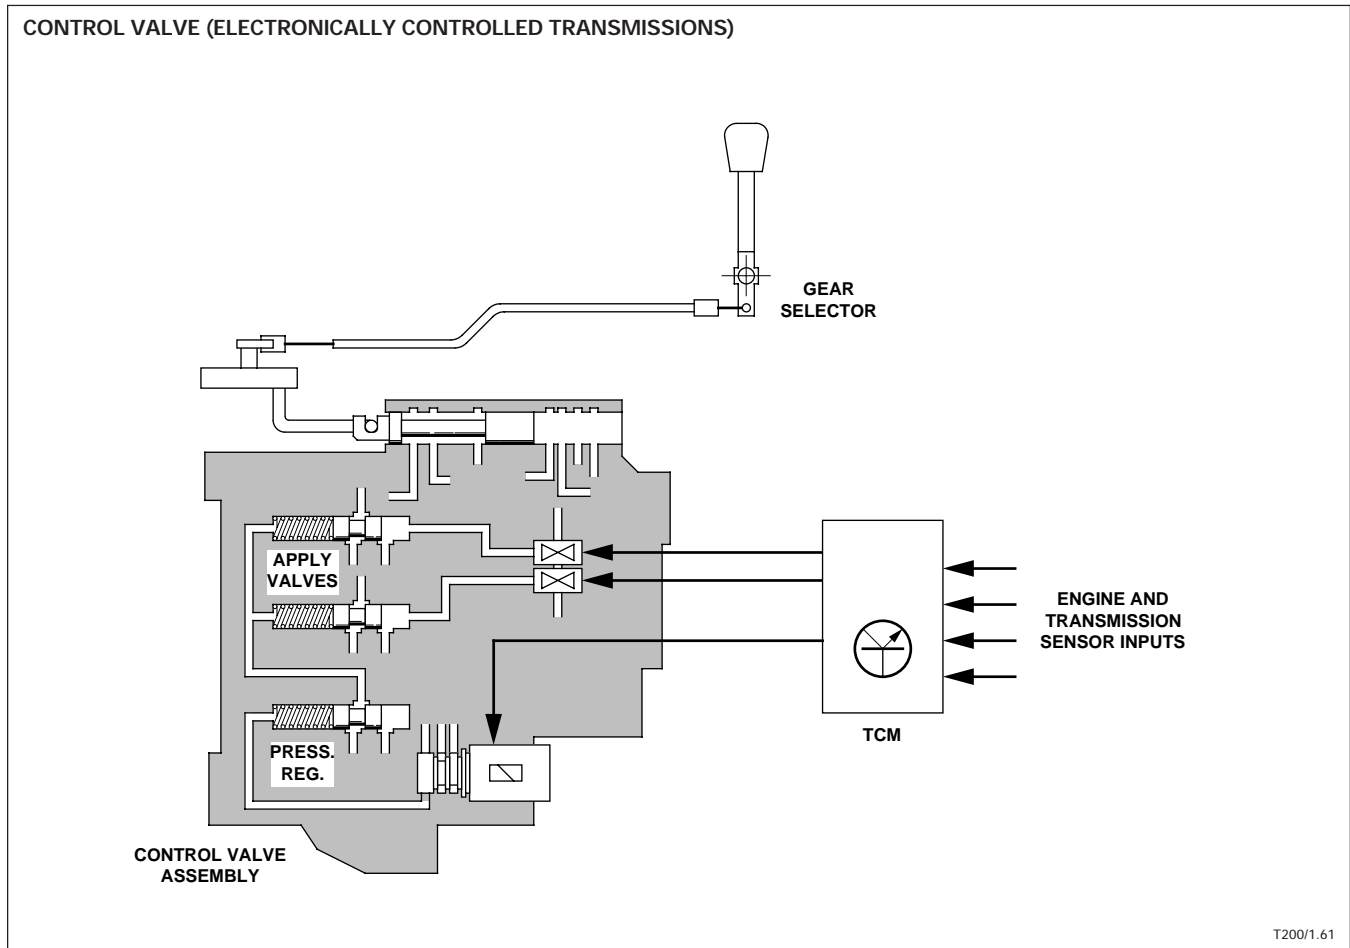 CONTROL VALVE (ELECTRONICALLY CONTROLLED TRANSMISSIONS)
GEAR
SELECTOR
APPLY
VALVES
ENGINE AND
TRANSMISSION
SENSOR INPUTS
TCM
PRESS.
REG.
CONTROL VALVE
ASSEMBLY
T200/1.61